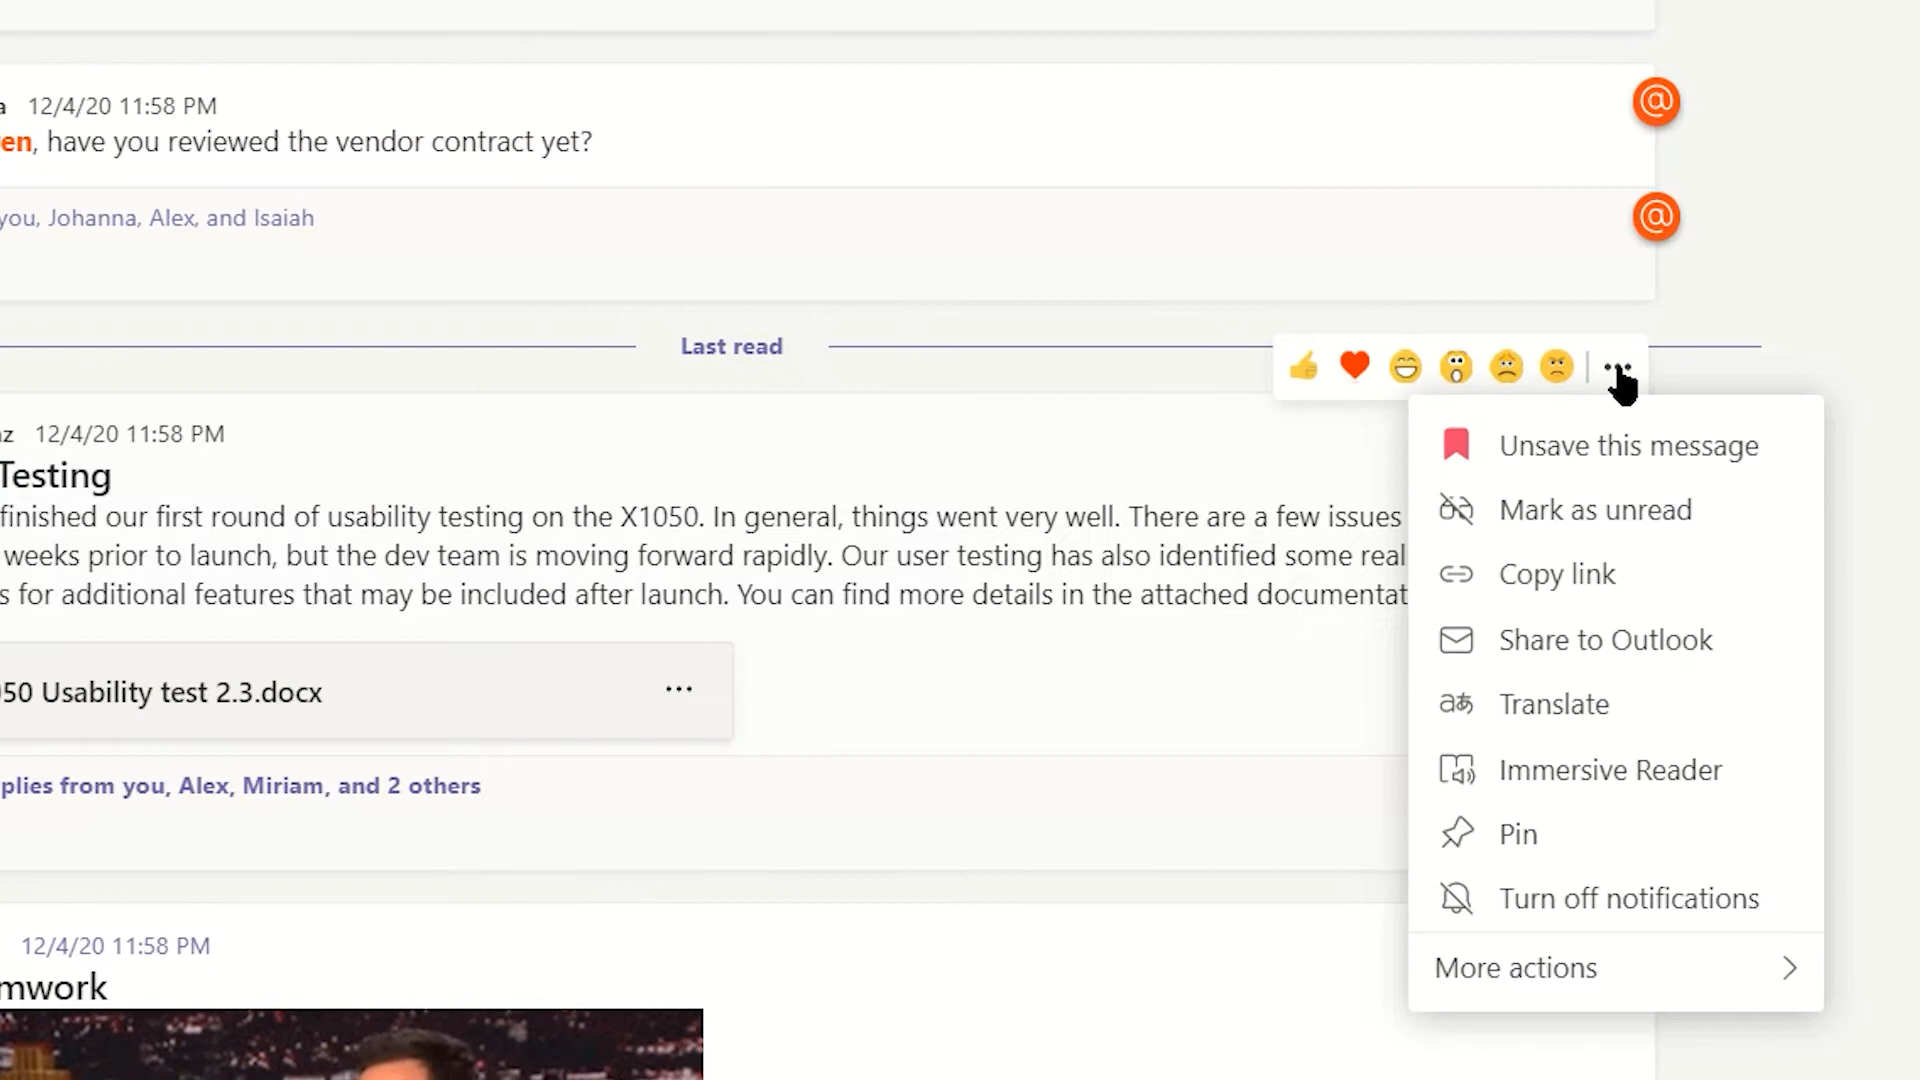 a 12/4/20 11:58 PM
en, have you reviewed the vendor contract yet?
you, Johanna, Alex, and Isaiah
Last read
az 12/4/20 11:58 PM
Testing
finished our first round of usability testing on the X1050. In general, things went very well. There are a few issues
weeks prior to launch, but the dev team is moving forward rapidly. Our user testing has also identified some real
s for additional features that may be included after launch. You can find more details in the attached documentat
50 Usability test 2.3.docx
plies from you, Alex, Miriam, and 2 others
12/4/20 11:58 PM
mwork
Unsave this message
Mark as unread
Copy link
Share to Outlook
Translate
Immersive Reader
Pin
Turn off notifications
More actions